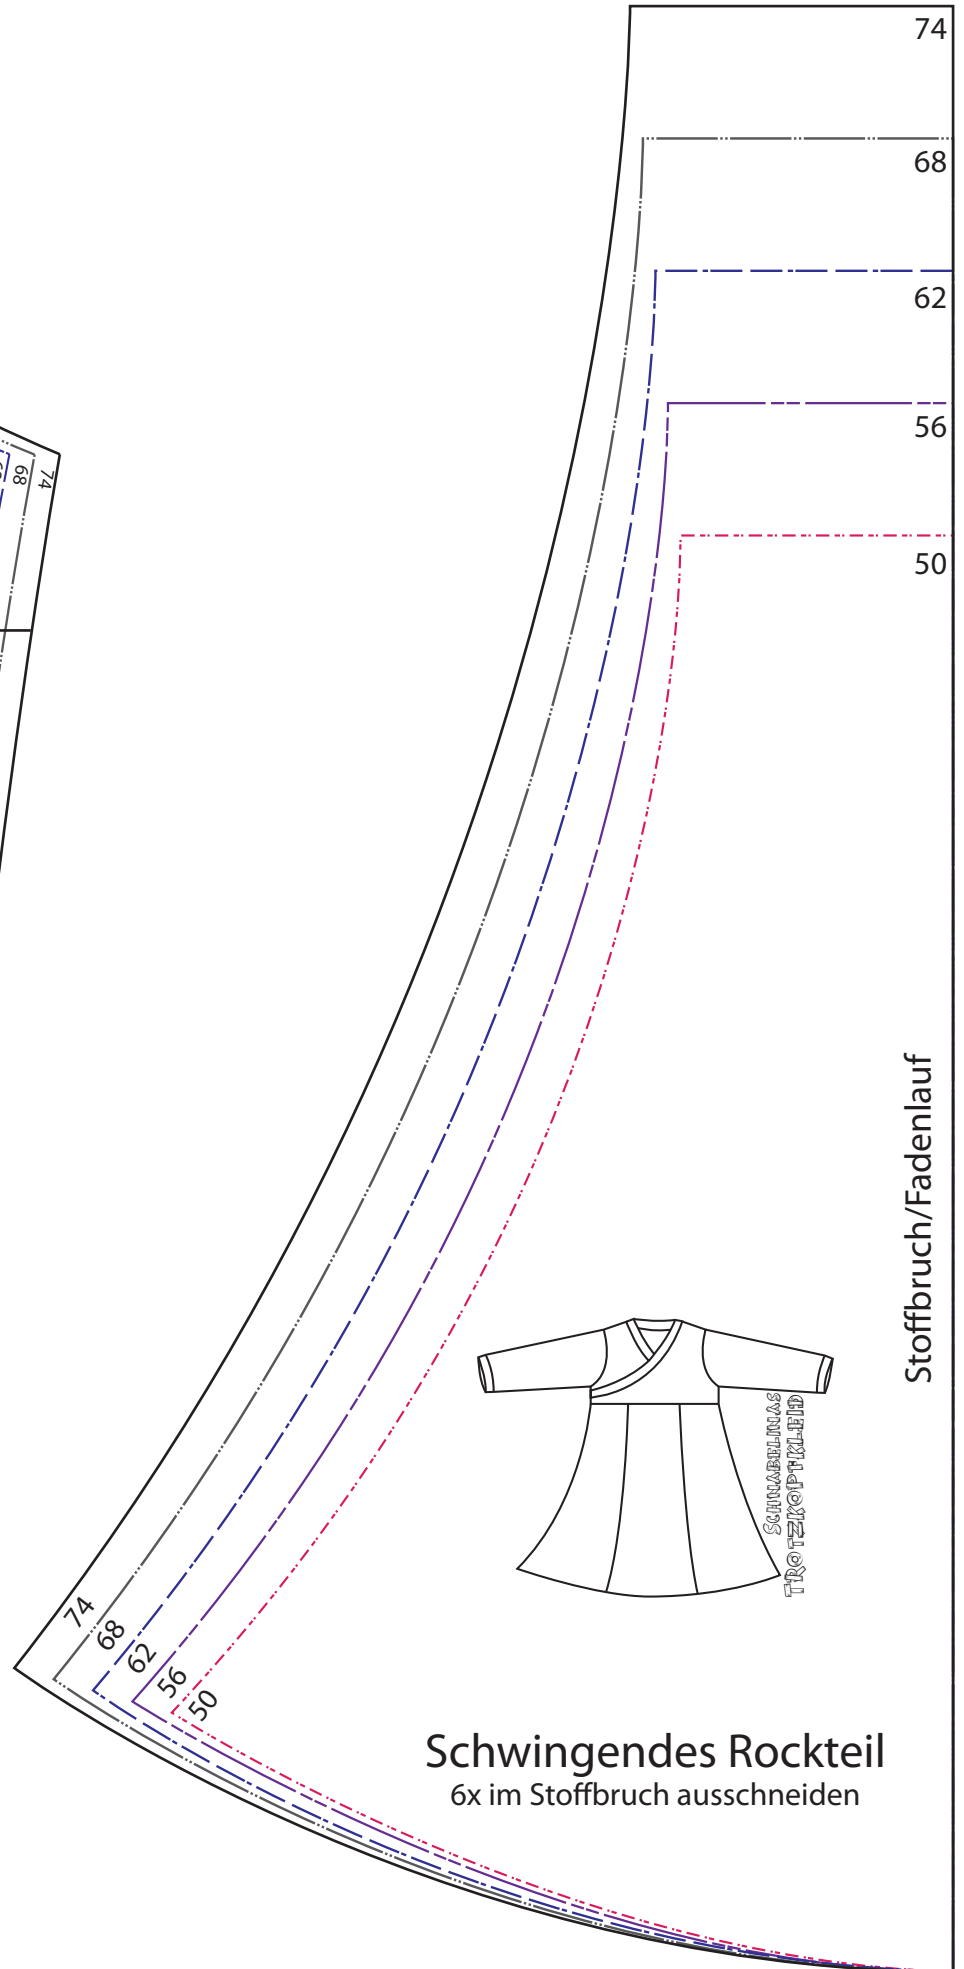 74
68
62
56
50
68
74
Stoffbruch/Fadenlauf
SCHNABELINAS
TROTZKOPFKLEID
74
68
62
56
50
Schwingendes Rockteil
6x im Stoffbruch ausschneiden